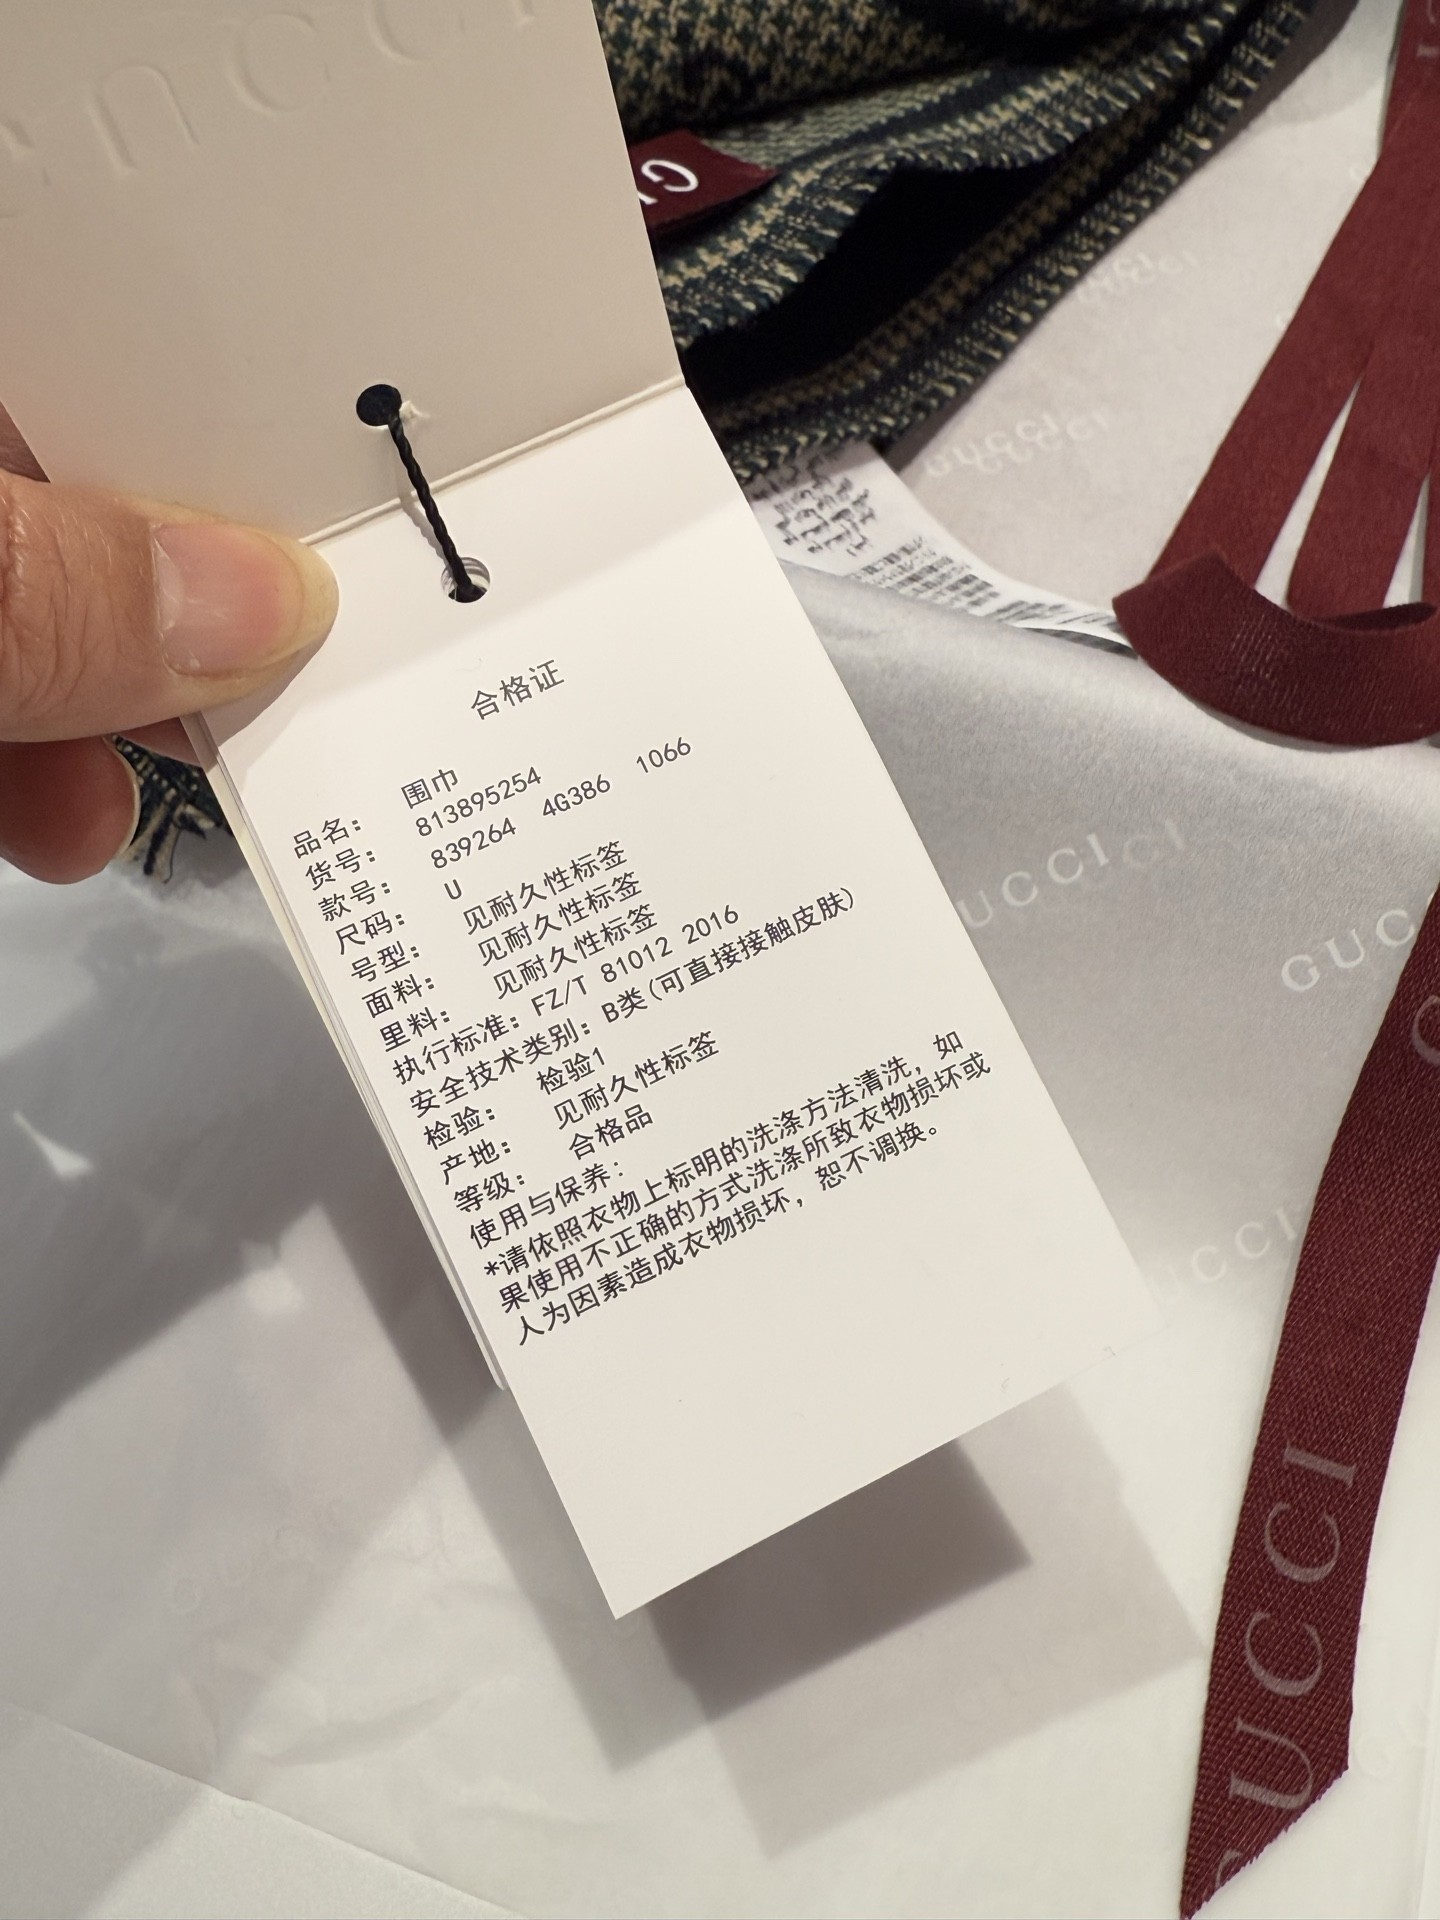 GUCCI
合格证
品名: 围巾
货号: 813895254
款号: 839264 4G386 1066
尺码: U
号型: 见耐久性标签
面料: 见耐久性标签
里料: 见耐久性标签
执行标准: FZ/T 81012 2016
安全技术类别: B类(可直接接触皮肤)
检验: 检验1
产地: 见耐久性标签
等级: 合格品
使用与保养:
*请依照衣物上标明的洗涤方法清洗，如
果使用不正确的方式洗涤所致衣物损坏或
人为因素造成衣物损坏，恕不调换。
GUCCI
GUCCI
GUCCI